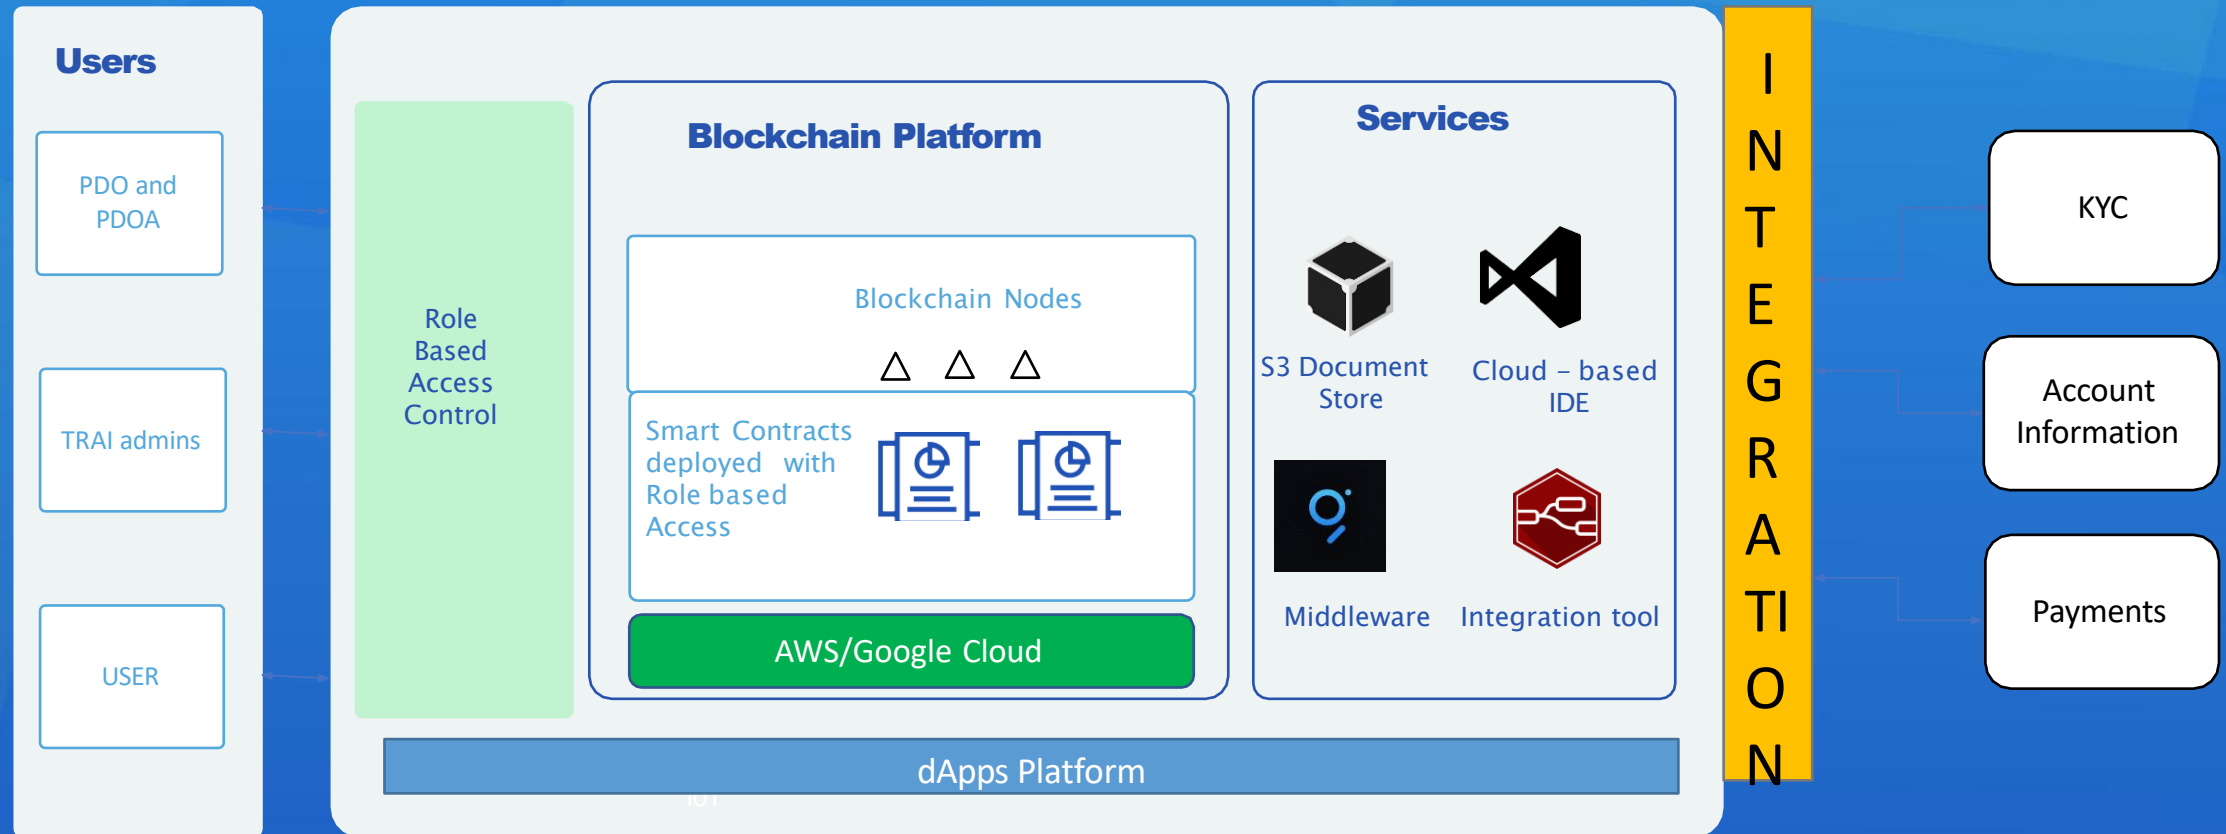 Users
PDO and
PDOA
TRAI admins
USER
Role
Based
Access
Control
Blockchain Platform
Blockchain Nodes
Smart Contracts
deployed with
Role based
Access
AWS/Google Cloud
Services
S3 Document
Store
Cloud – based
IDE
Middleware
Integration tool
dApps Platform
IoT
I
N
T
E
G
R
A
TI
O
N
KYC
Account
Information
Payments